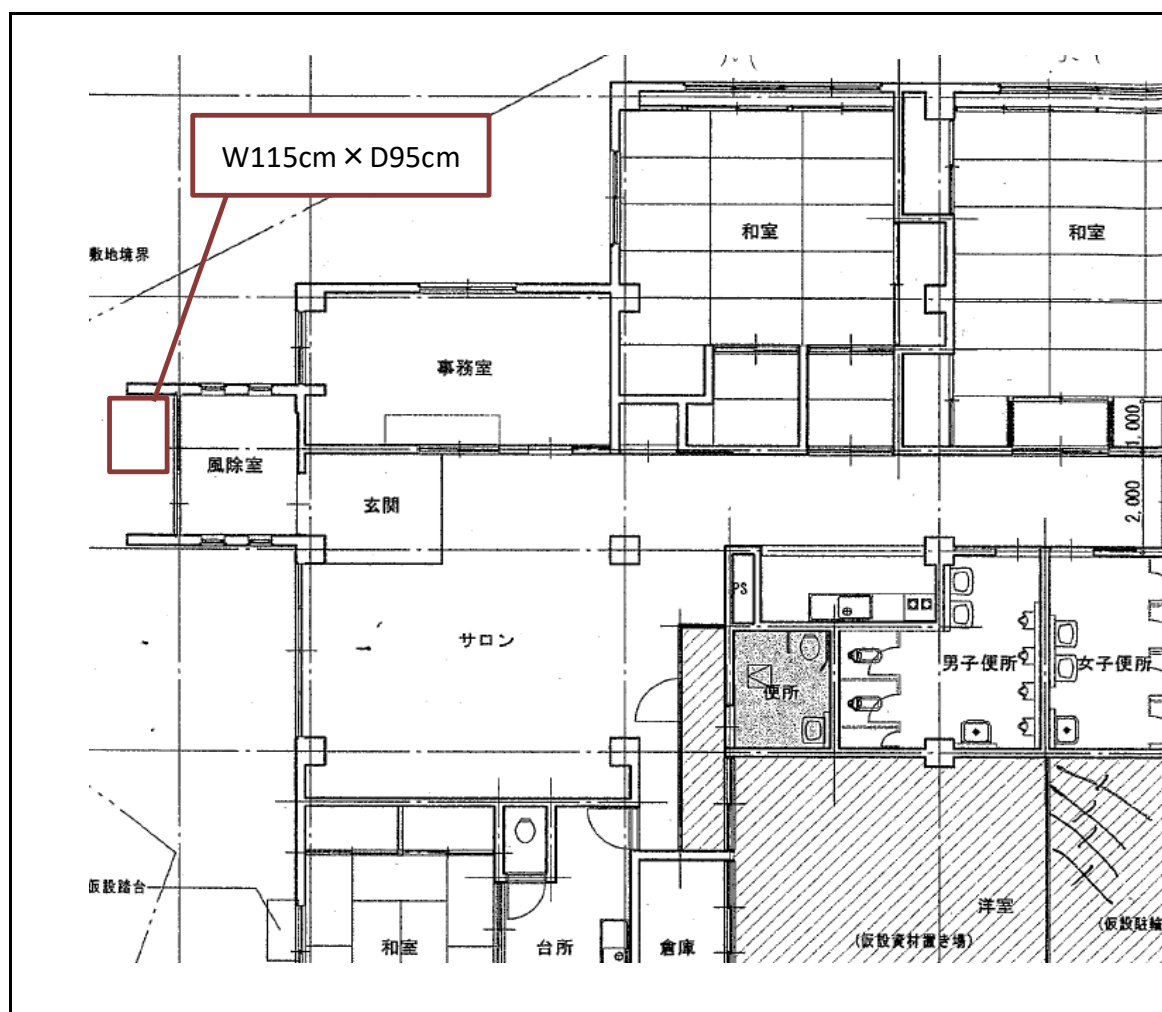 W115cm × D95cm
和室
和室
敷地境界
事務室
風除室
玄関
1,000
2,000
PS
サロン
便所
男子便所
女子便所
仮設踏台
洋室
和室
台所
倉庫
(仮設資材置き場)
(仮設駐輪